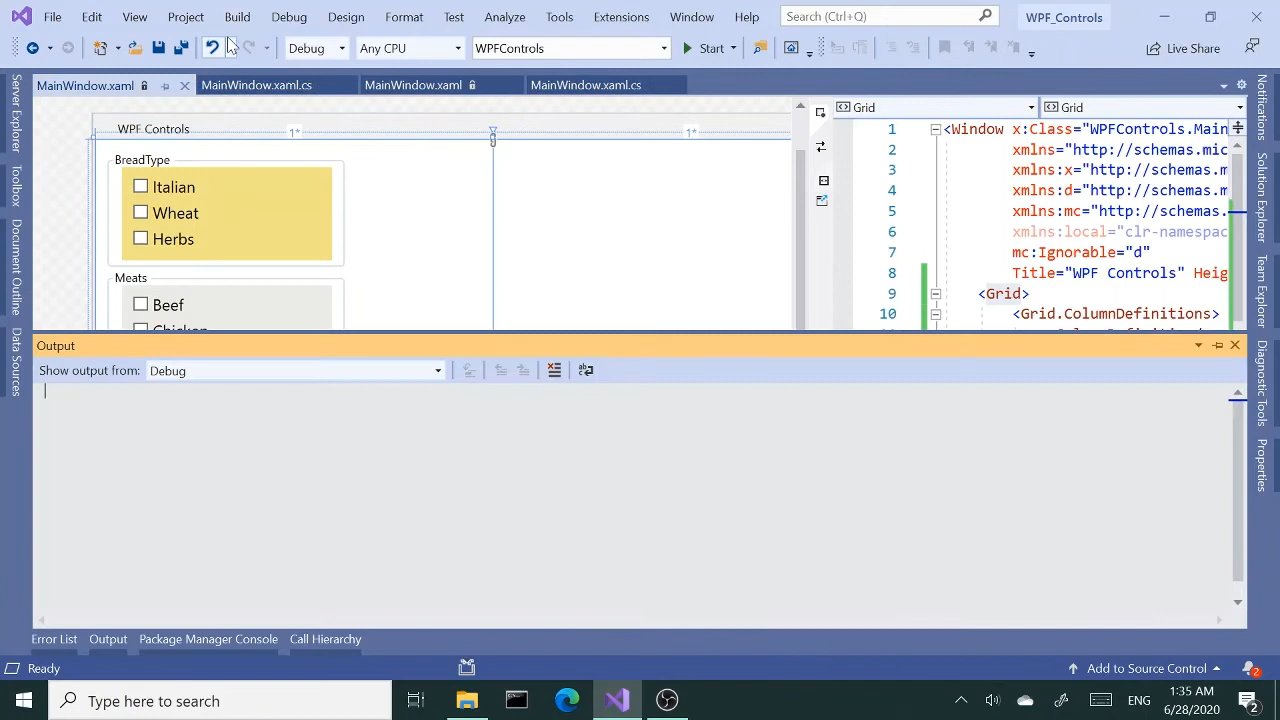 File Edit View Project Build Debug Design Format Test Analyze Tools Extensions Window Help Search (Ctrl+Q) WPF_Controls
Debug Any CPU WPFControls Start Live Share
MainWindow.xaml MainWindow.xaml.cs MainWindow.xaml MainWindow.xaml.cs
Server Explorer
Toolbox
Document Outline
Data Sources
WPF Controls
1* 1*
BreadType
Italian
Wheat
Herbs
Meats
Beef
Chicken
Grid Grid
1 <Window x:Class="WPFControls.Main
2 xmlns="http://schemas.mic
3 xmlns:x="http://schemas.m
4 xmlns:d="http://schemas.m
5 xmlns:mc="http://schemas.
6 xmlns:local="clr-namespac
7 mc:Ignorable="d"
8 Title="WPF Controls" Heig
9 <Grid>
10 <Grid.ColumnDefinitions>
Notifications
Solution Explorer
Team Explorer
Diagnostic Tools
Properties
Output
Show output from: Debug
Error List Output Package Manager Console Call Hierarchy
Ready Add to Source Control 2
Type here to search ENG
:35 AM
6/28/2020
2